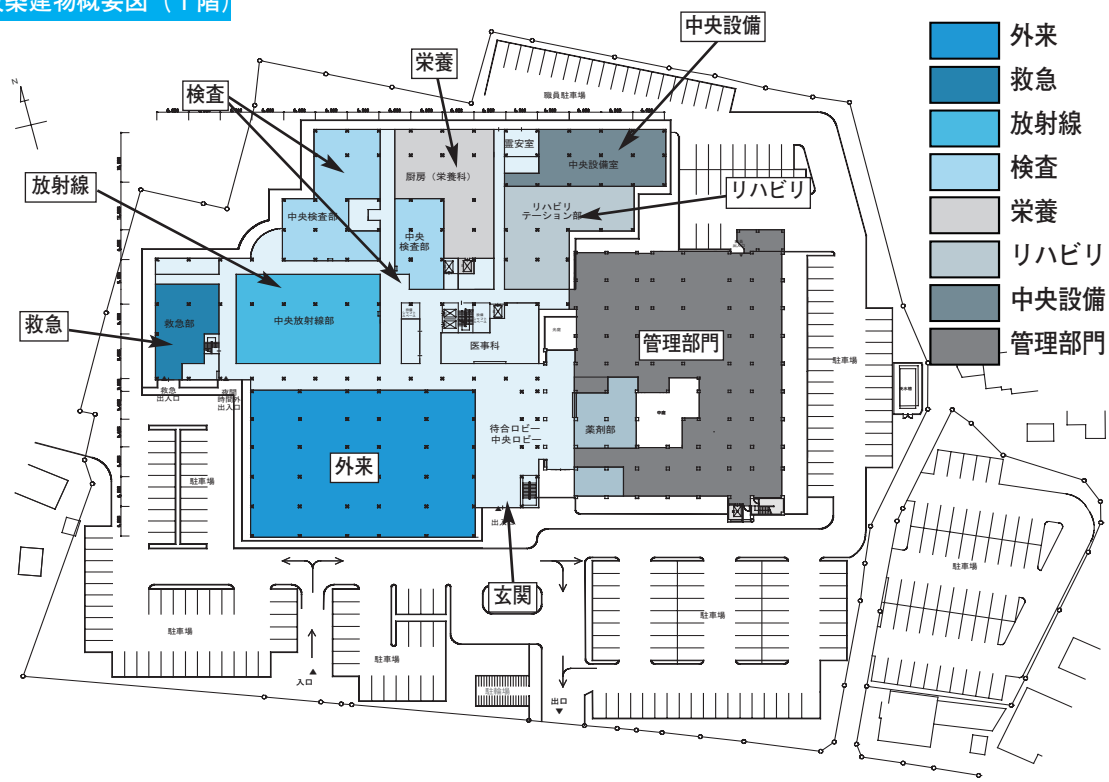 築建物概要図(1階)
中央設備
栄養
検査
放射線
救急
リハビリ
管理部門
外来
玄関
外来
救急
放射線
検査
栄養
リハビリ
中央設備
管理部門
N
職員駐車場
霊安室
中央設備室
厨房(栄養科)
リハビリ
テーション部
中央検査部
中央
検査部
救急部
中央放射線部
医事科
待合ロビー
中央ロビー
薬剤部
救急
出入口
夜間
時間外
出入口
駐車場
駐車場
駐車場
駐車場
駐車場
駐車場
駐車場
駐輪場
入口
出口